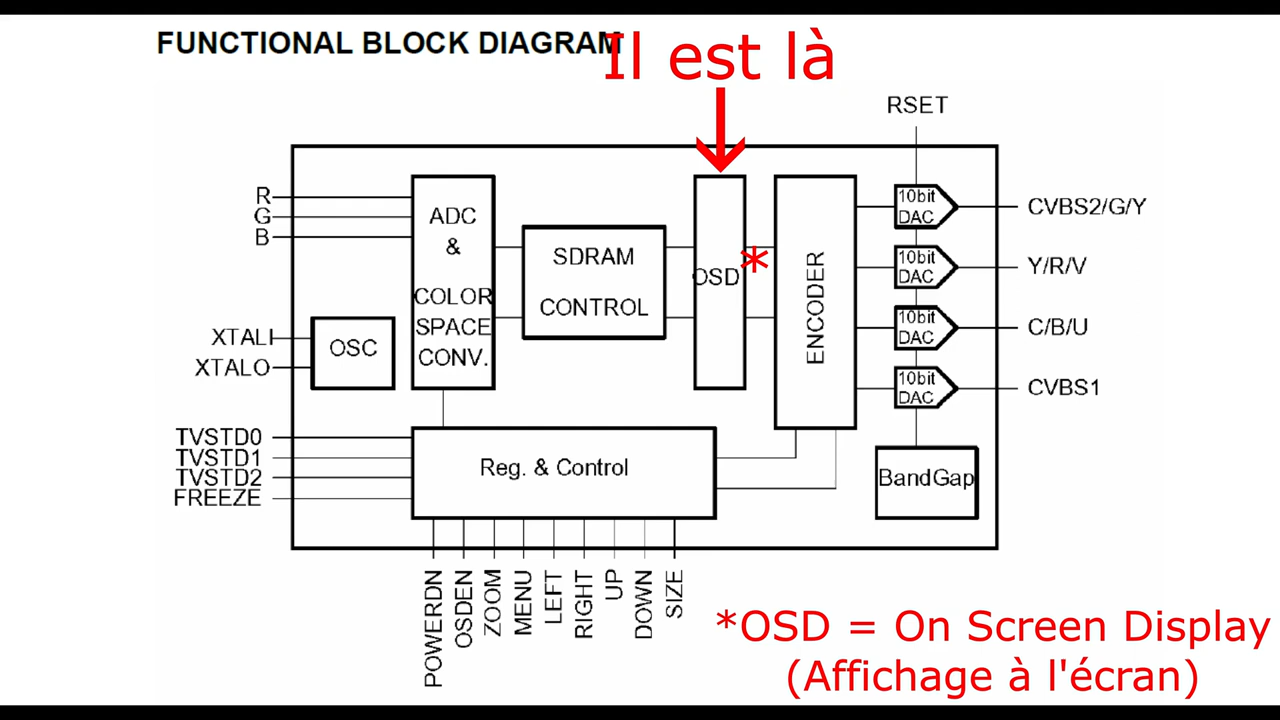 FUNCTIONAL BLOCK DIAGRAM
Il est là
RSET
R
G
B
ADC
&
COLOR
SPACE
CONV.
SDRAM
CONTROL
OSD
*
ENCODER
10bit
DAC
CVBS2/G/Y
10bit
DAC
Y/R/V
10bit
DAC
C/B/U
10bit
DAC
CVBS1
XTALI
XTALO
OSC
TVSTD0
TVSTD1
TVSTD2
FREEZE
Reg. & Control
BandGap
POWERDN
OSDEN
ZOOM
MENU
LEFT
RIGHT
UP
DOWN
SIZE
*OSD = On Screen Display
(Affichage à l'écran)